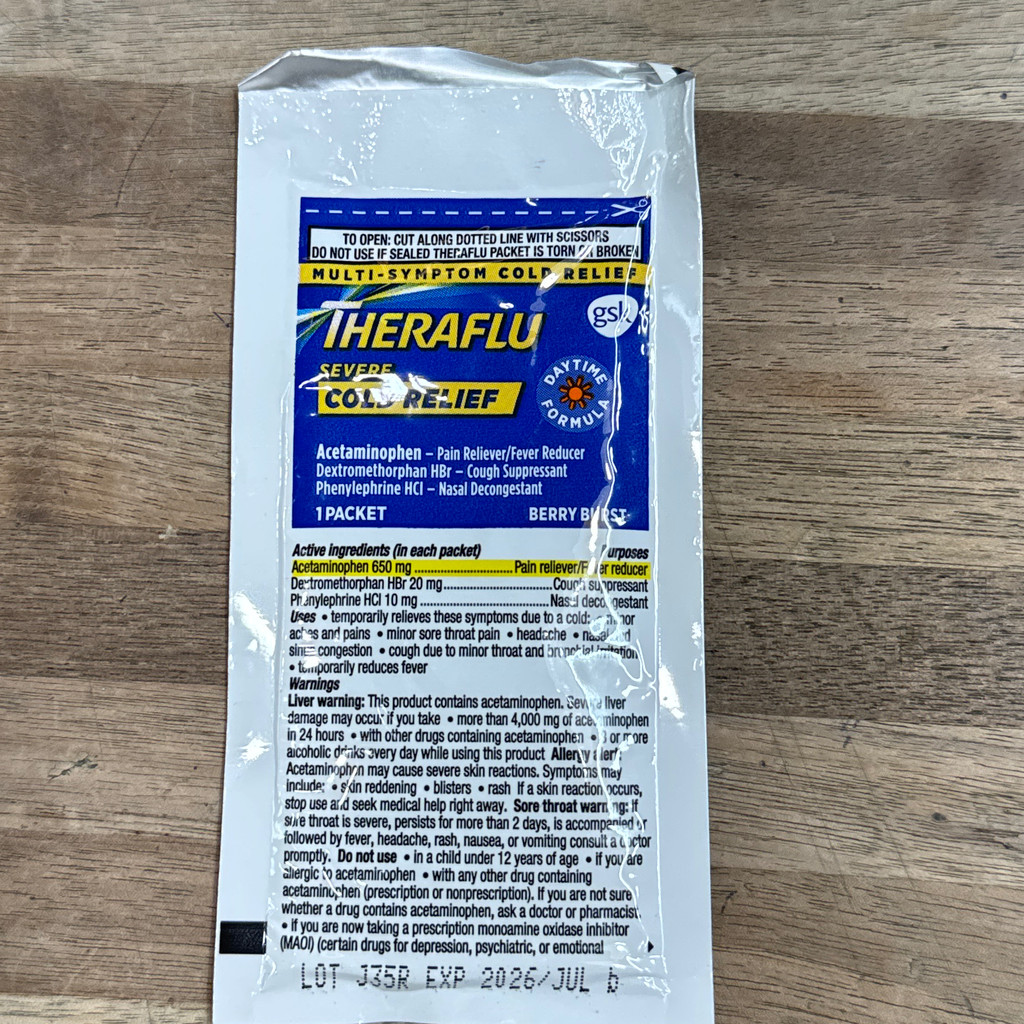 TO OPEN: CUT ALONG DOTTED LINE WITH SCISSORS
DO NOT USE IF SEALED THERAFLU PACKET IS TORN OR BROKEN
MULTI-SYMPTOM COLD RELIEF
THERAFLU
gsk
SEVERE
COLD RELIEF
DAYTIME
FORMULA
Acetaminophen – Pain Reliever/Fever Reducer
Dextromethorphan HBr – Cough Suppressant
Phenylephrine HCl – Nasal Decongestant
1 PACKET BERRY BURST
Active ingredients (in each packet) Purposes
Acetaminophen 650 mg ............................ Pain reliever/Fever reducer
Dextromethorphan HBr 20 mg ............................ Cough suppressant
Phenylephrine HCl 10 mg ............................ Nasal decongestant
Uses • temporarily relieves these symptoms due to a cold: minor
aches and pains • minor sore throat pain • headache • nasal and
sinus congestion • cough due to minor throat and bronchial irritation
• temporarily reduces fever
Warnings
Liver warning: This product contains acetaminophen. Severe liver
damage may occur if you take • more than 4,000 mg of acetaminophen
in 24 hours • with other drugs containing acetaminophen • 3 or more
alcoholic drinks every day while using this product Allergy alert:
Acetaminophen may cause severe skin reactions. Symptoms may
include: • skin reddening • blisters • rash If a skin reaction occurs,
stop use and seek medical help right away. Sore throat warning: If
sore throat is severe, persists for more than 2 days, is accompanied or
followed by fever, headache, rash, nausea, or vomiting consult a doctor
promptly. Do not use • in a child under 12 years of age • if you are
allergic to acetaminophen • with any other drug containing
acetaminophen (prescription or nonprescription). If you are not sure
whether a drug contains acetaminophen, ask a doctor or pharmacist.
• if you are now taking a prescription monoamine oxidase inhibitor
(MAOI) (certain drugs for depression, psychiatric, or emotional
LOT J35R EXP 2026/JUL b